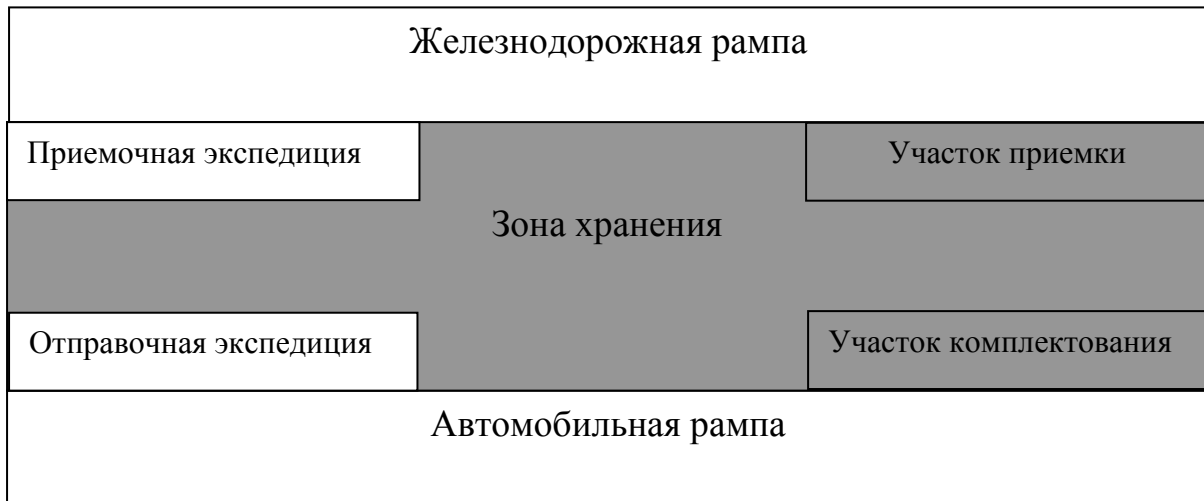 Железнодорожная рампа
Приемочная экспедиция
Участок приемки
Зона хранения
Отправочная экспедиция
Участок комплектования
Автомобильная рампа